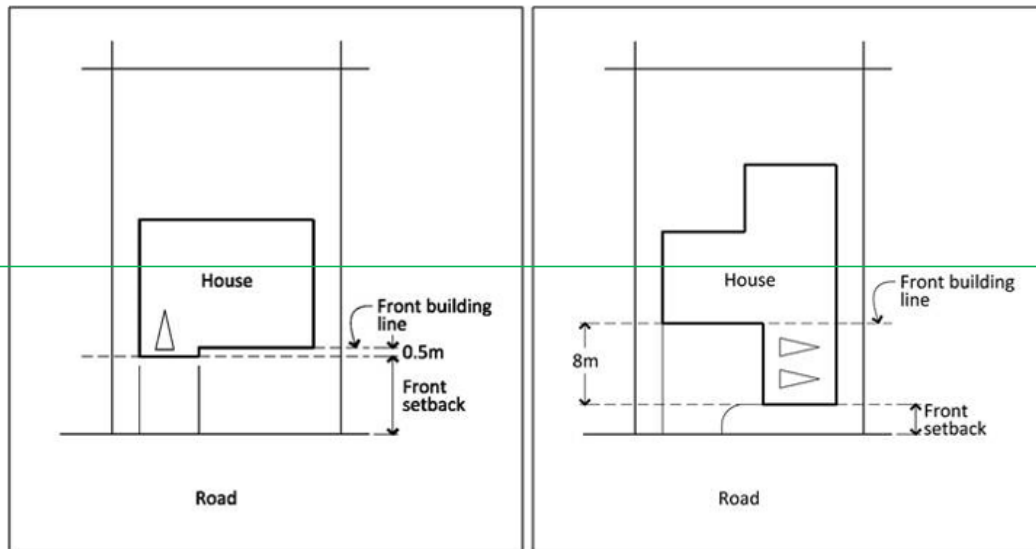 House
Front building
line
0.5m
Front
setback
Road
House
Front building
line
8m
Front
setback
Road